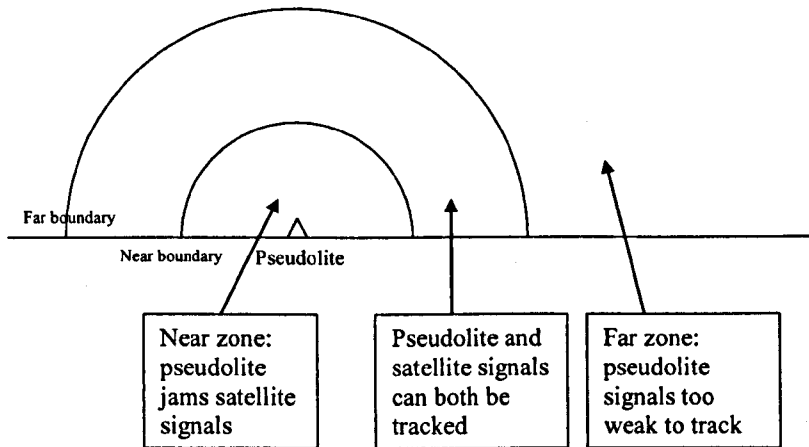 Far boundary
Near boundary
Pseudolite
Near zone:
pseudolite
jams satellite
signals
Pseudolite and
satellite signals
can both be
tracked
Far zone:
pseudolite
signals too
weak to track